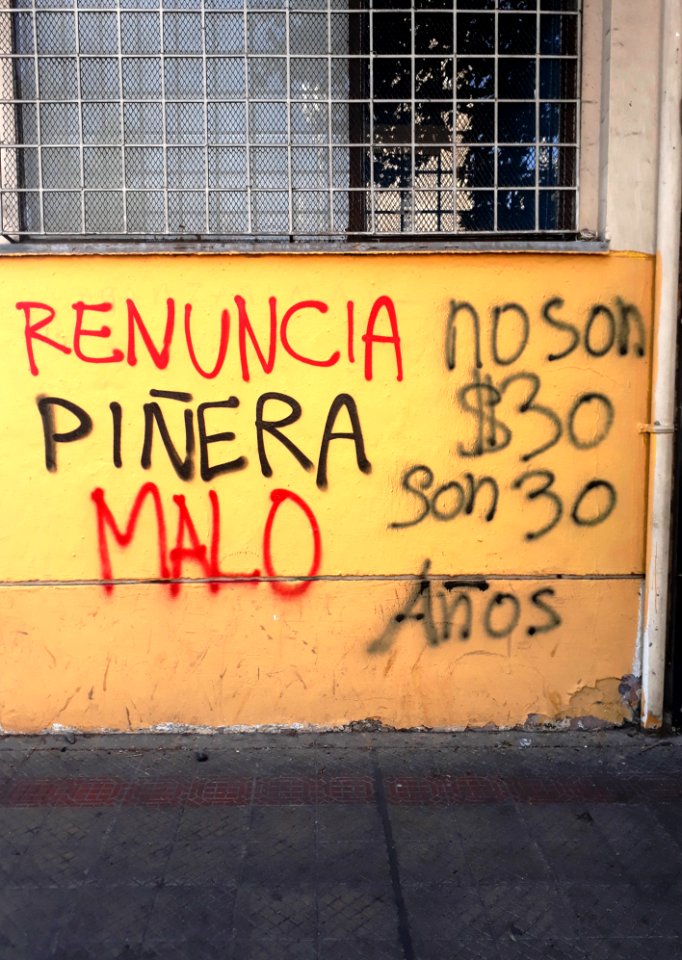 RENUNCIA
PIÑERA
MALO
no son
$30
son 30
Años